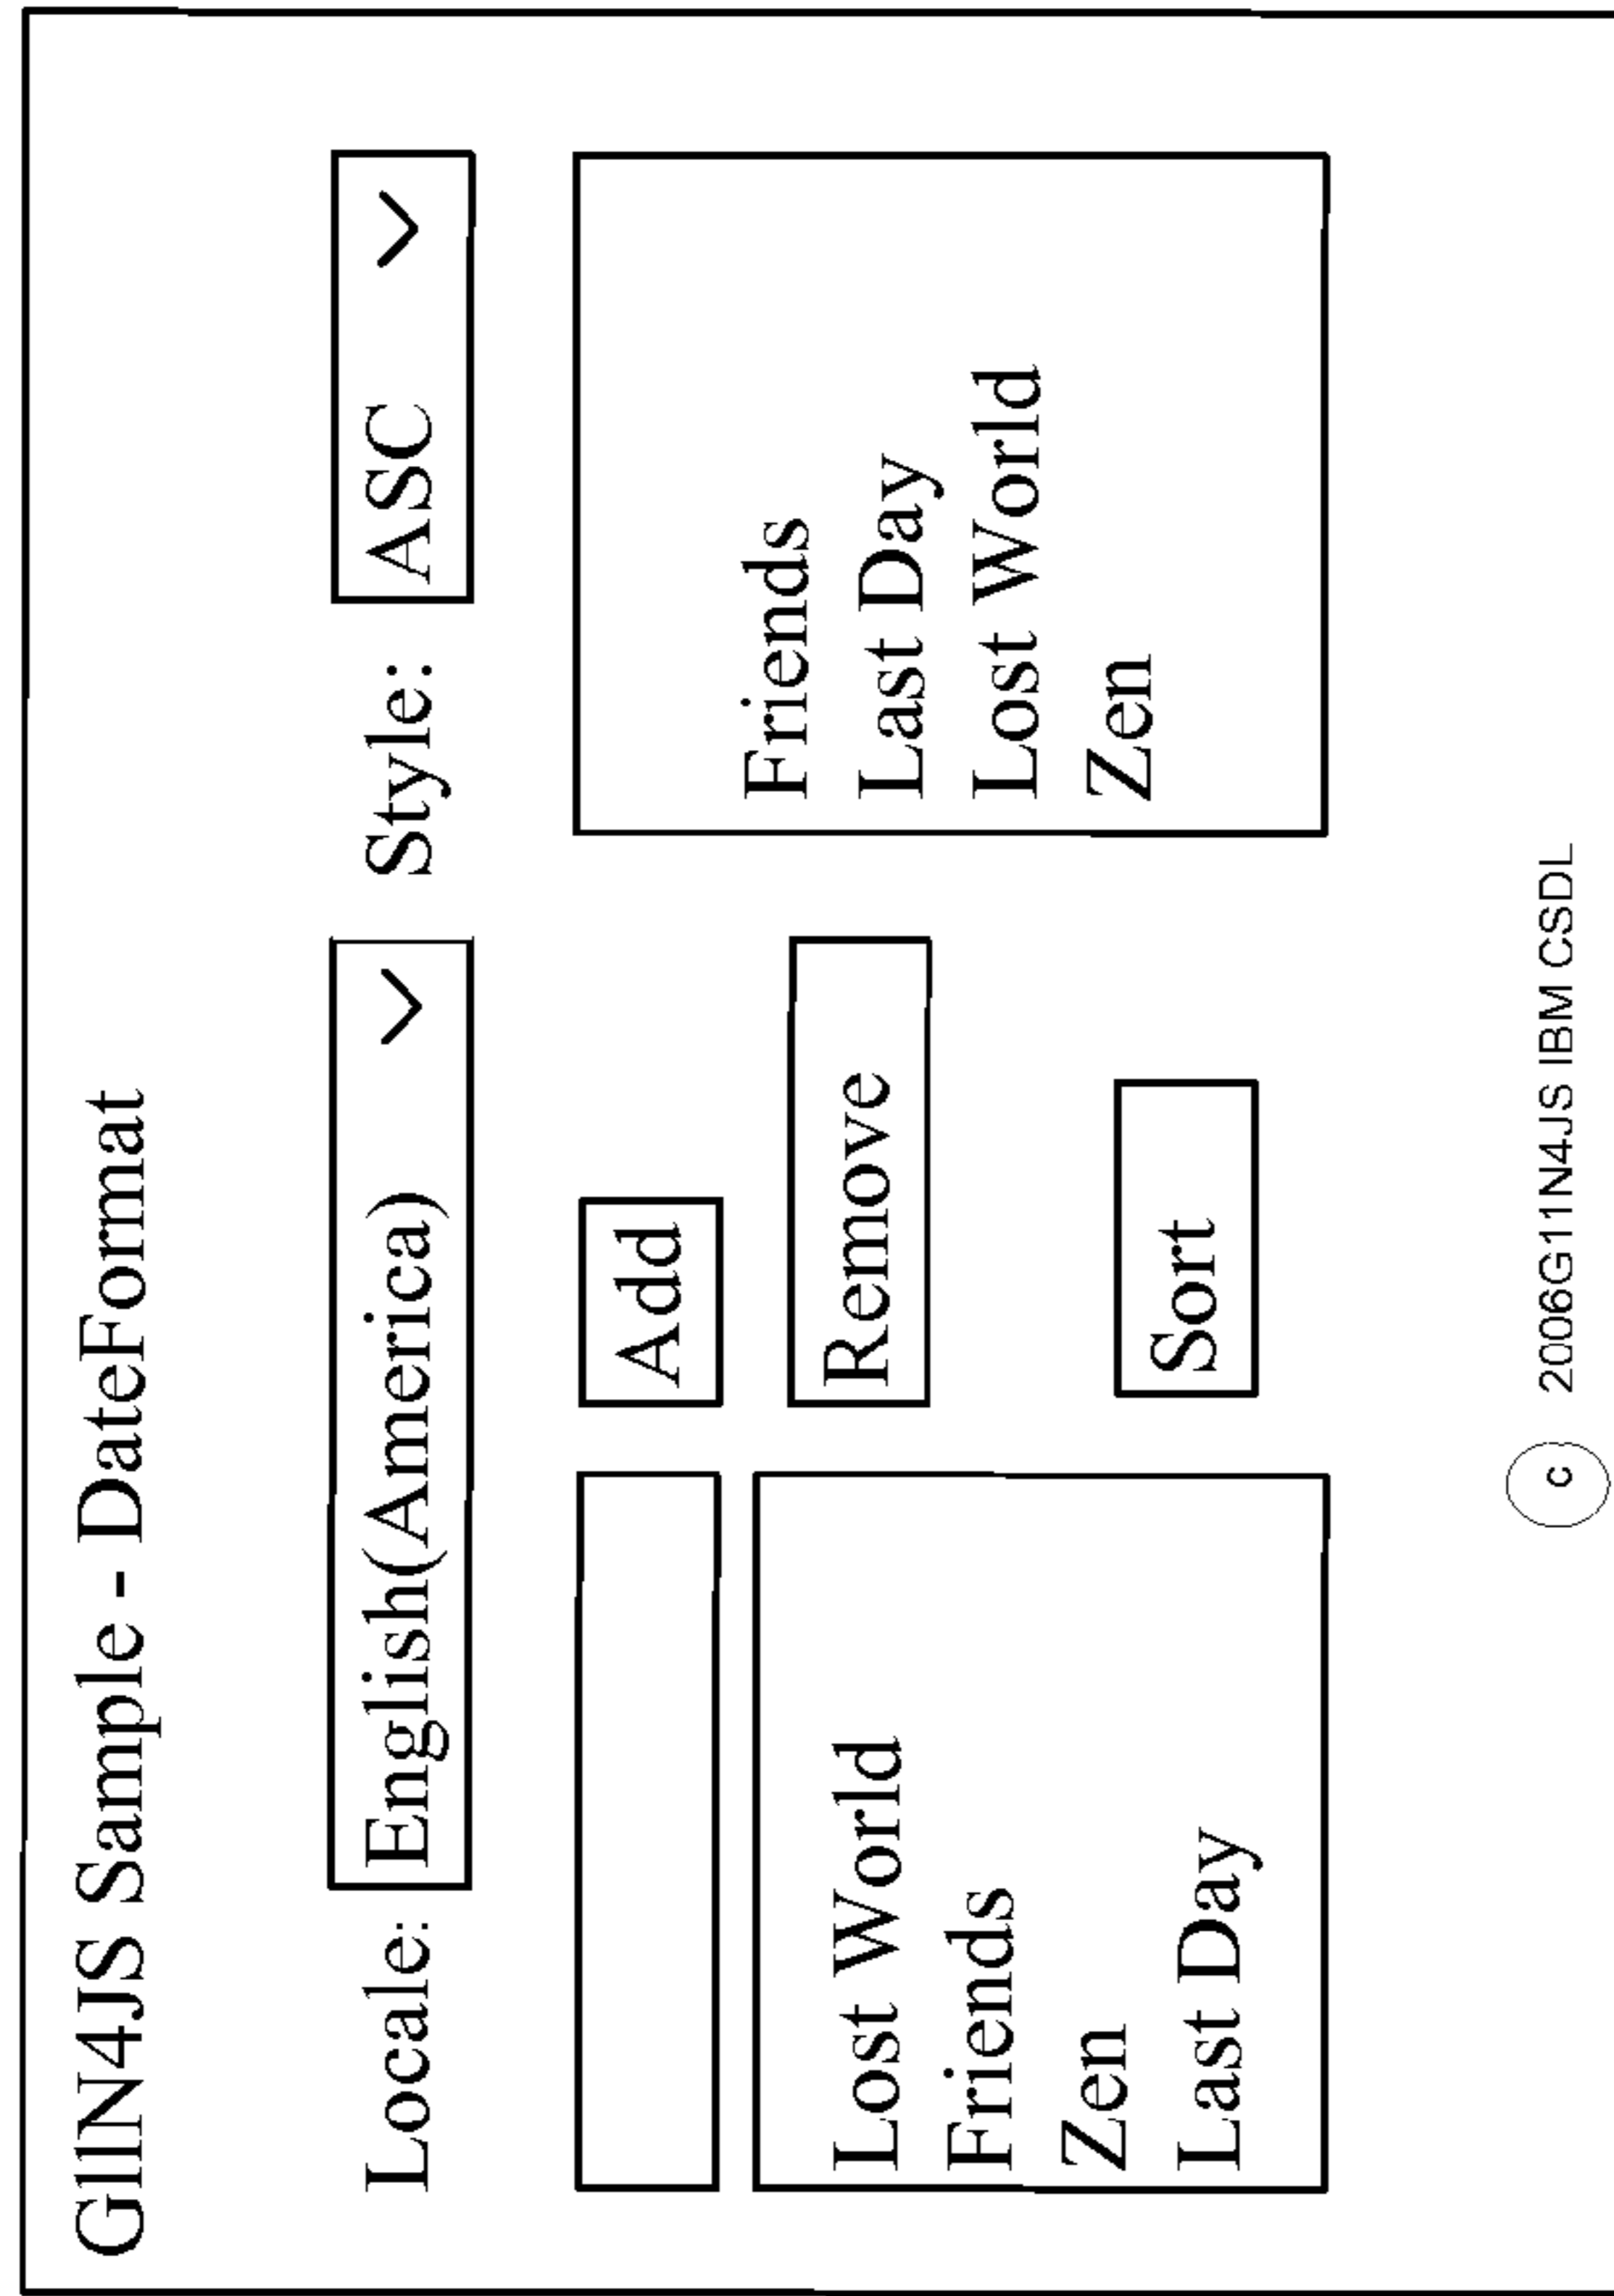 G11N4JS Sample - DateFormat
Locale: English(America) Style: ASC
Add
Remove
Sort
Lost World
Friends
Zen
Last Day
Friends
Last Day
Lost World
Zen
c 2006G11N4JS IBM CSDL